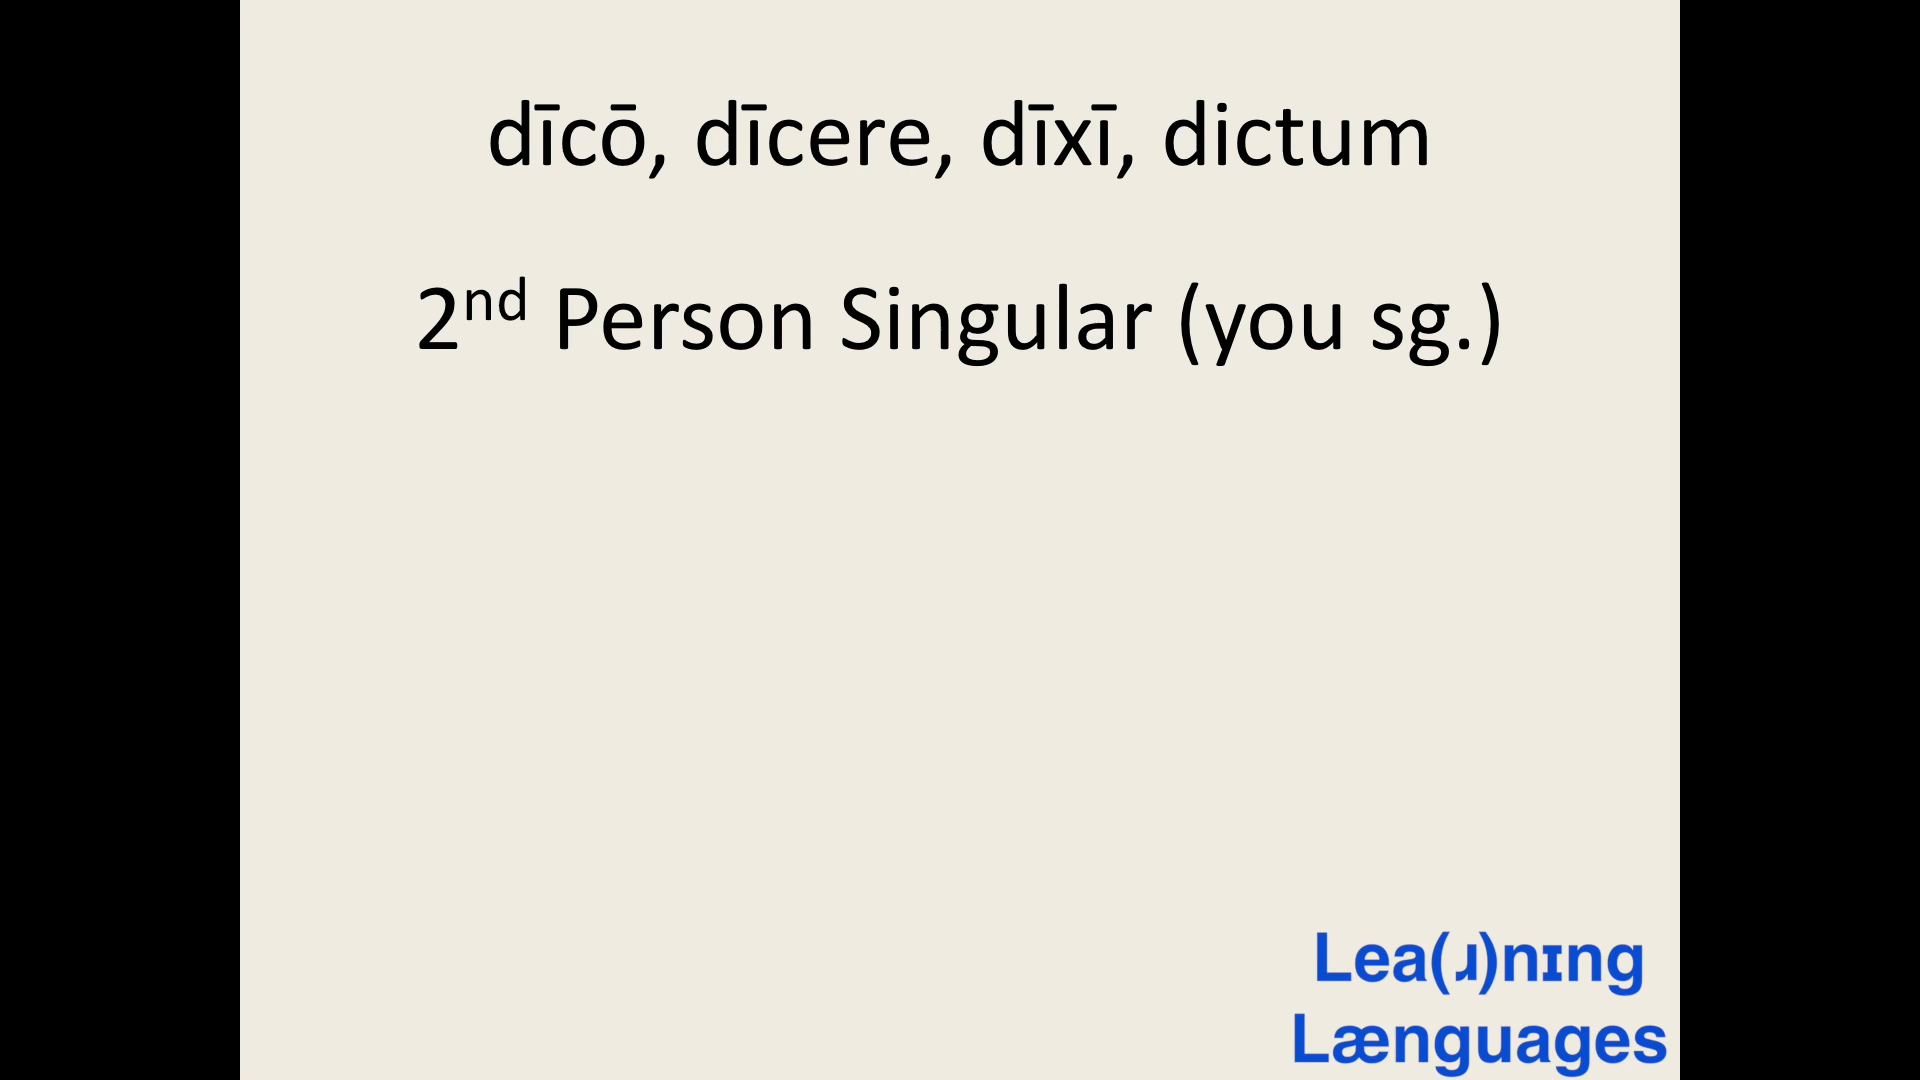 dīcō, dīcere, dīxī, dictum
2nd Person Singular (you sg.)
Lea(ɹ)nɪng
Længuages